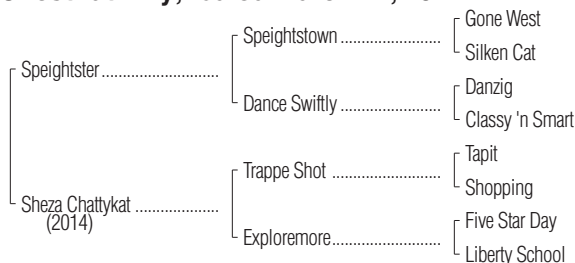 Gone West
Speightstown ........................
Silken Cat
Speightster ............................
Danzig
Dance Swiftly ........................
Classy 'n Smart
Tapit
Trappe Shot ..........................
Shopping
Sheza Chattykat ....................
(2014)
Five Star Day
Exploremore..........................
Liberty School